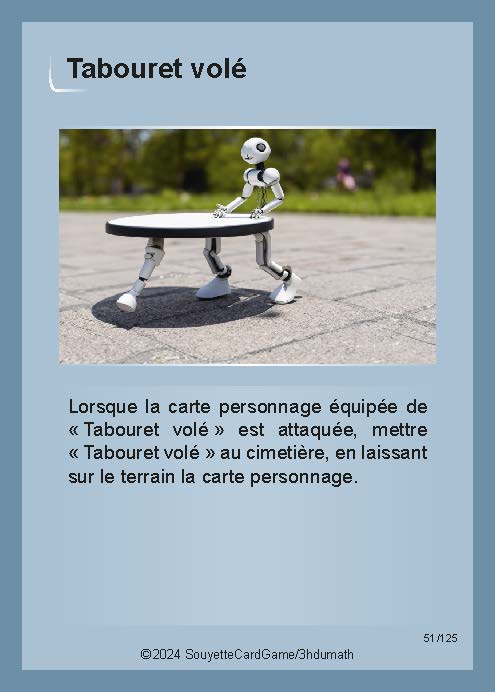 Tabouret volé
Lorsque la carte personnage équipée de
« Tabouret volé » est attaquée, mettre
« Tabouret volé » au cimetière, en laissant
sur le terrain la carte personnage.
51/125
©2024 SouyetteCardGame/3hdumath